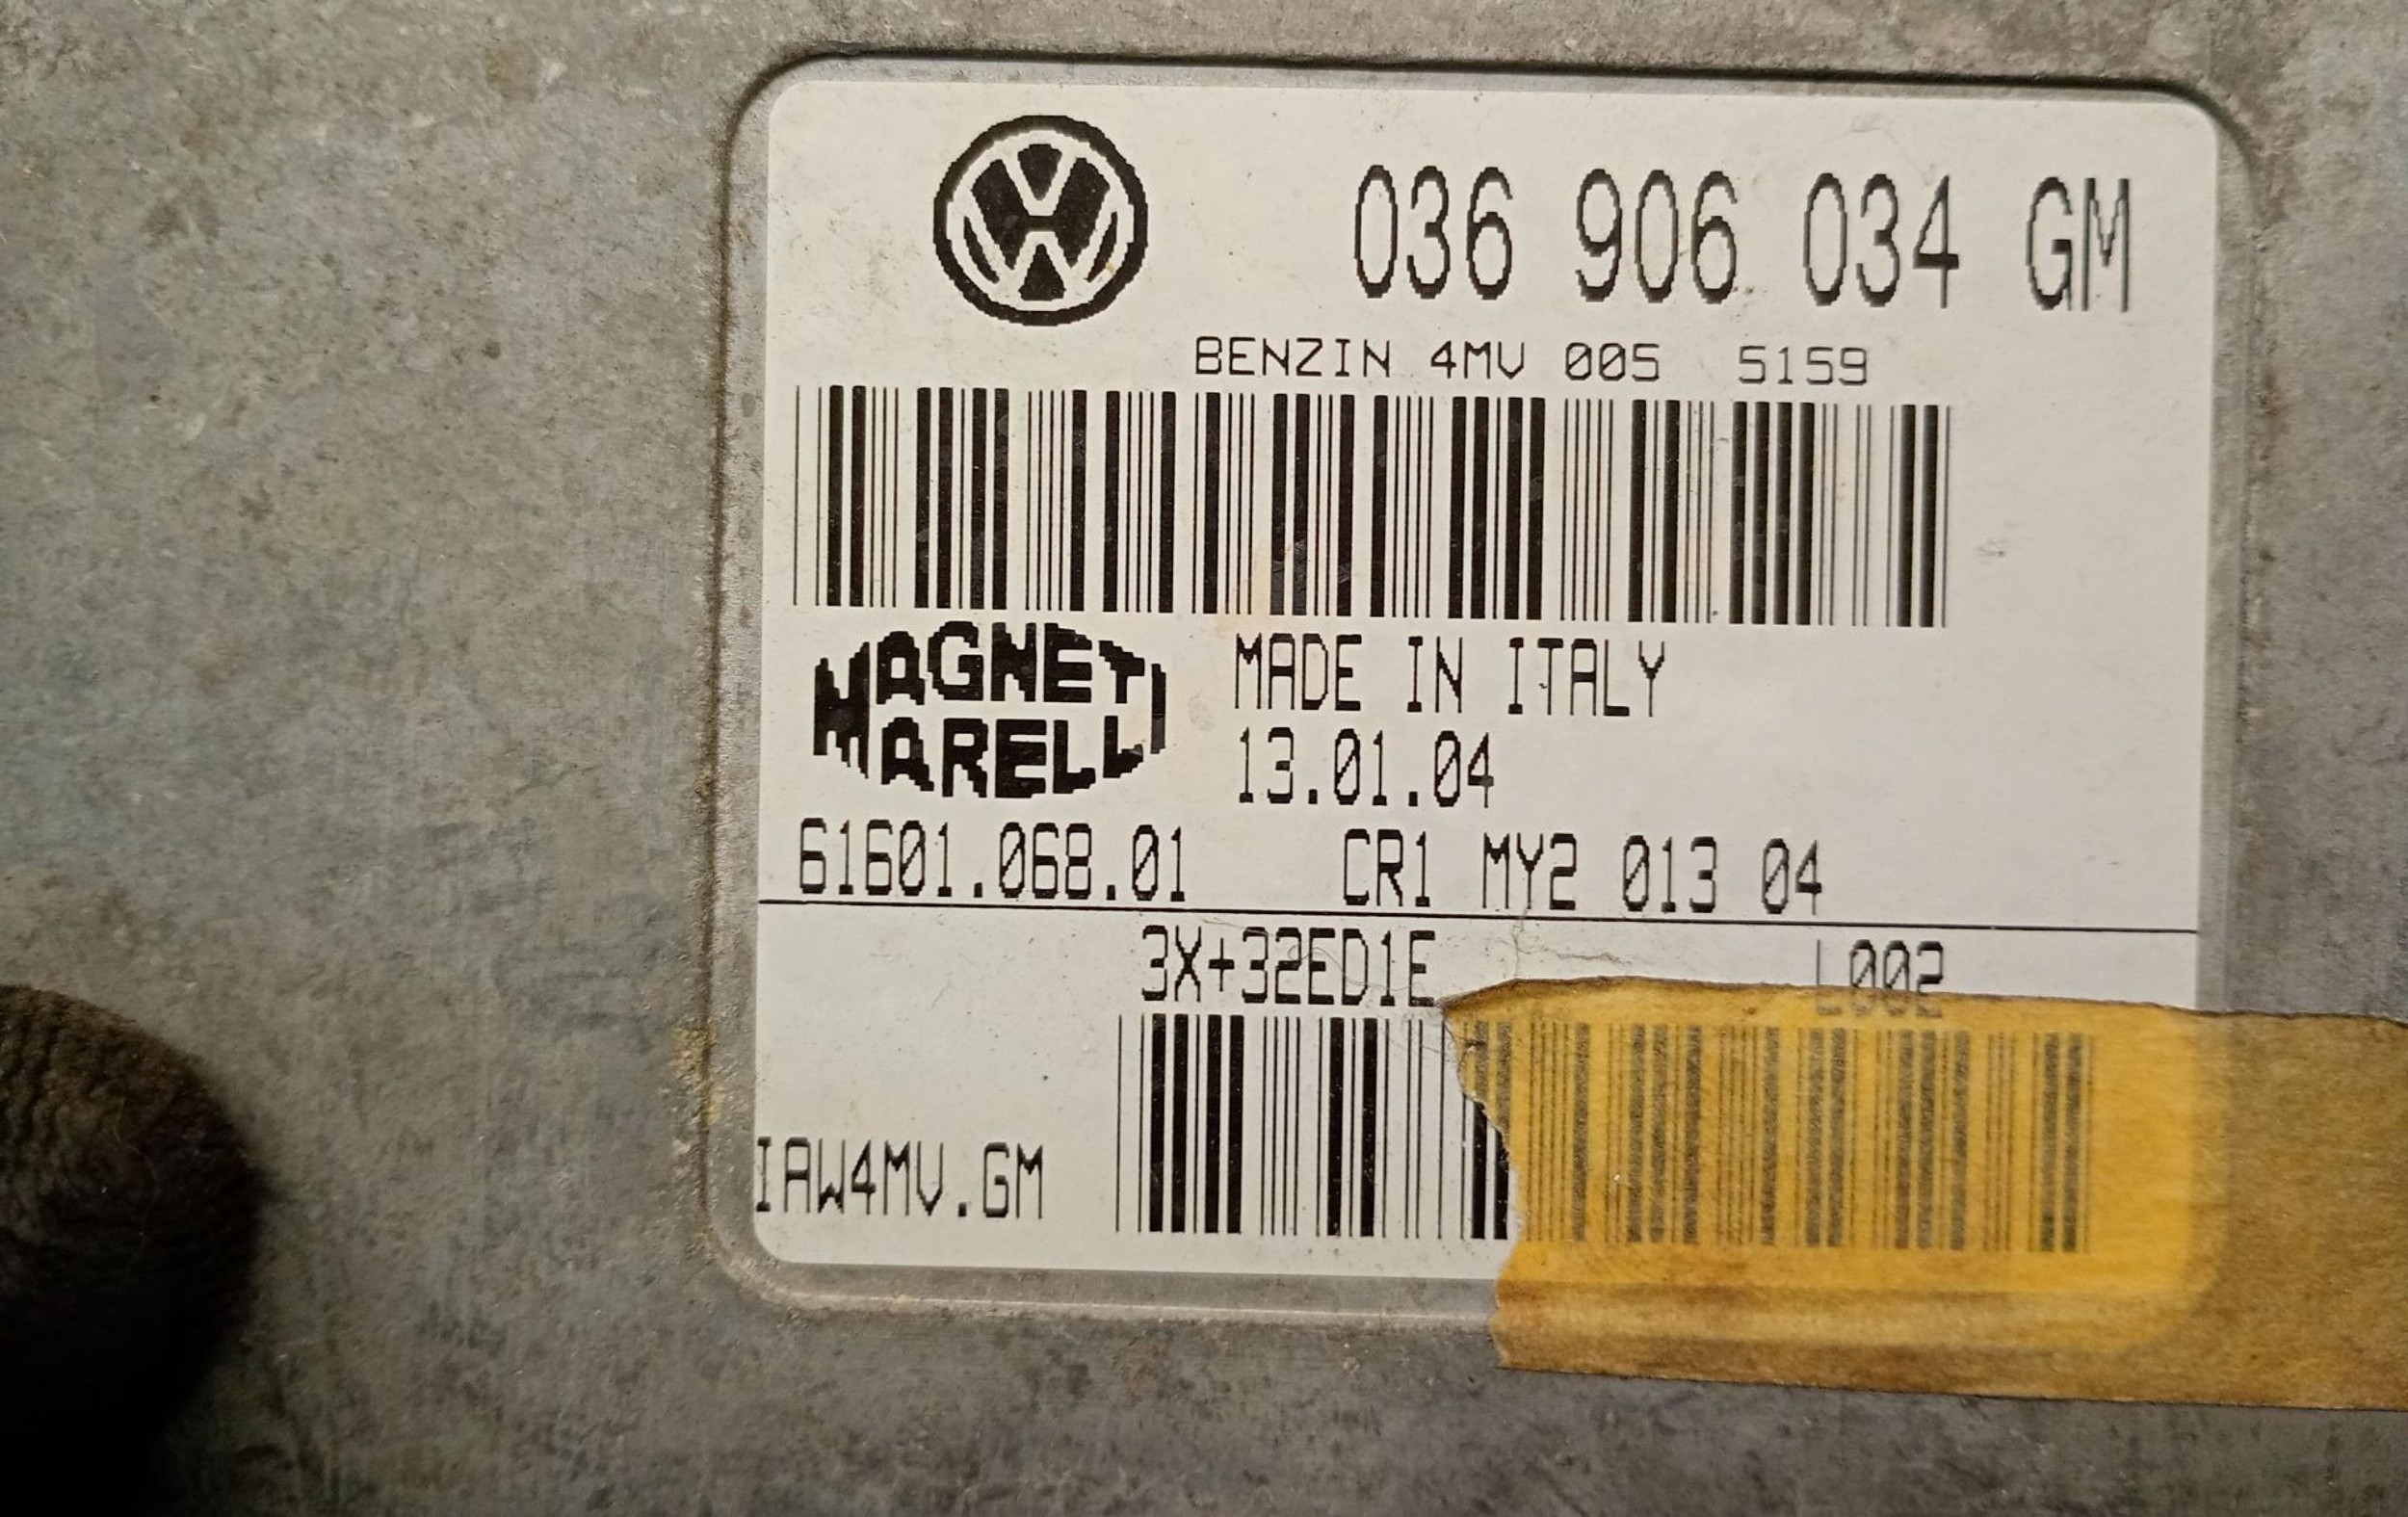 036 906 034 GM
BENZIN 4MV 005 5159
MAGNETI MARELLI
MADE IN ITALY
13.01.04
61601.068.01 CR1 MY2 013 04
3X+32ED1E L002
IAW4MV.GM